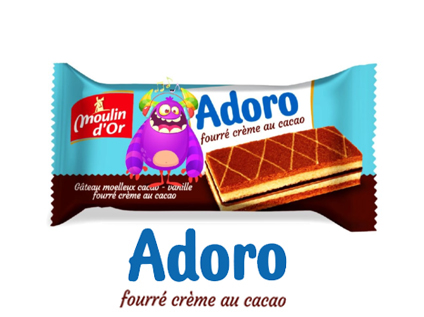 moulin
d'Or
Adoro
fourré crème au cacao
Gâteau moelleux cacao - vanille
fourré crème au cacao
Adoro
fourré crème au cacao